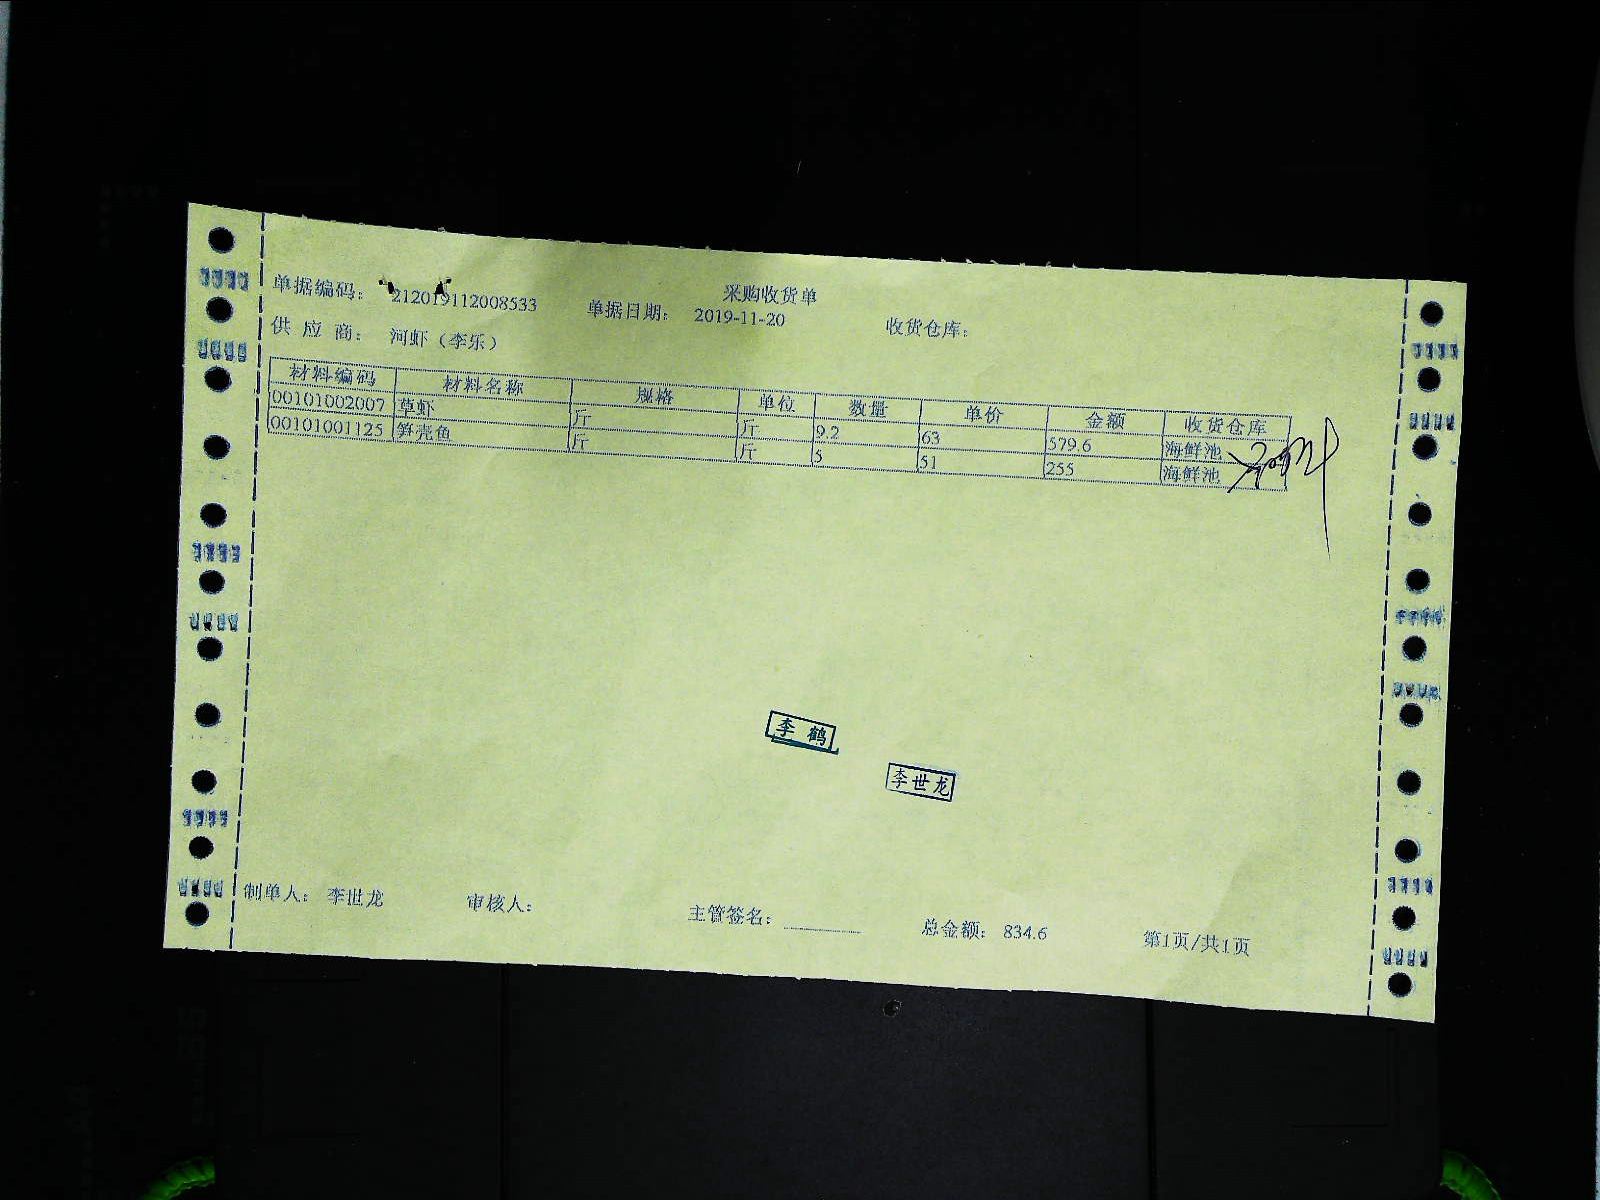 采购收货单
单据编码： 212019112008533 单据日期： 2019-11-20 收货仓库：
供 应 商： 河虾（李乐）
材料编码 材料名称 规格 单位 数量 单价 金额 收货仓库
00101002007 草虾 斤 斤 9.2 63 579.6 海鲜池
00101001125 笋壳鱼 斤 斤 5 51 255 海鲜池
李鹤
李世龙
制单人： 李世龙 审核人： 主管签名： 总金额： 834.6 第1页/共1页